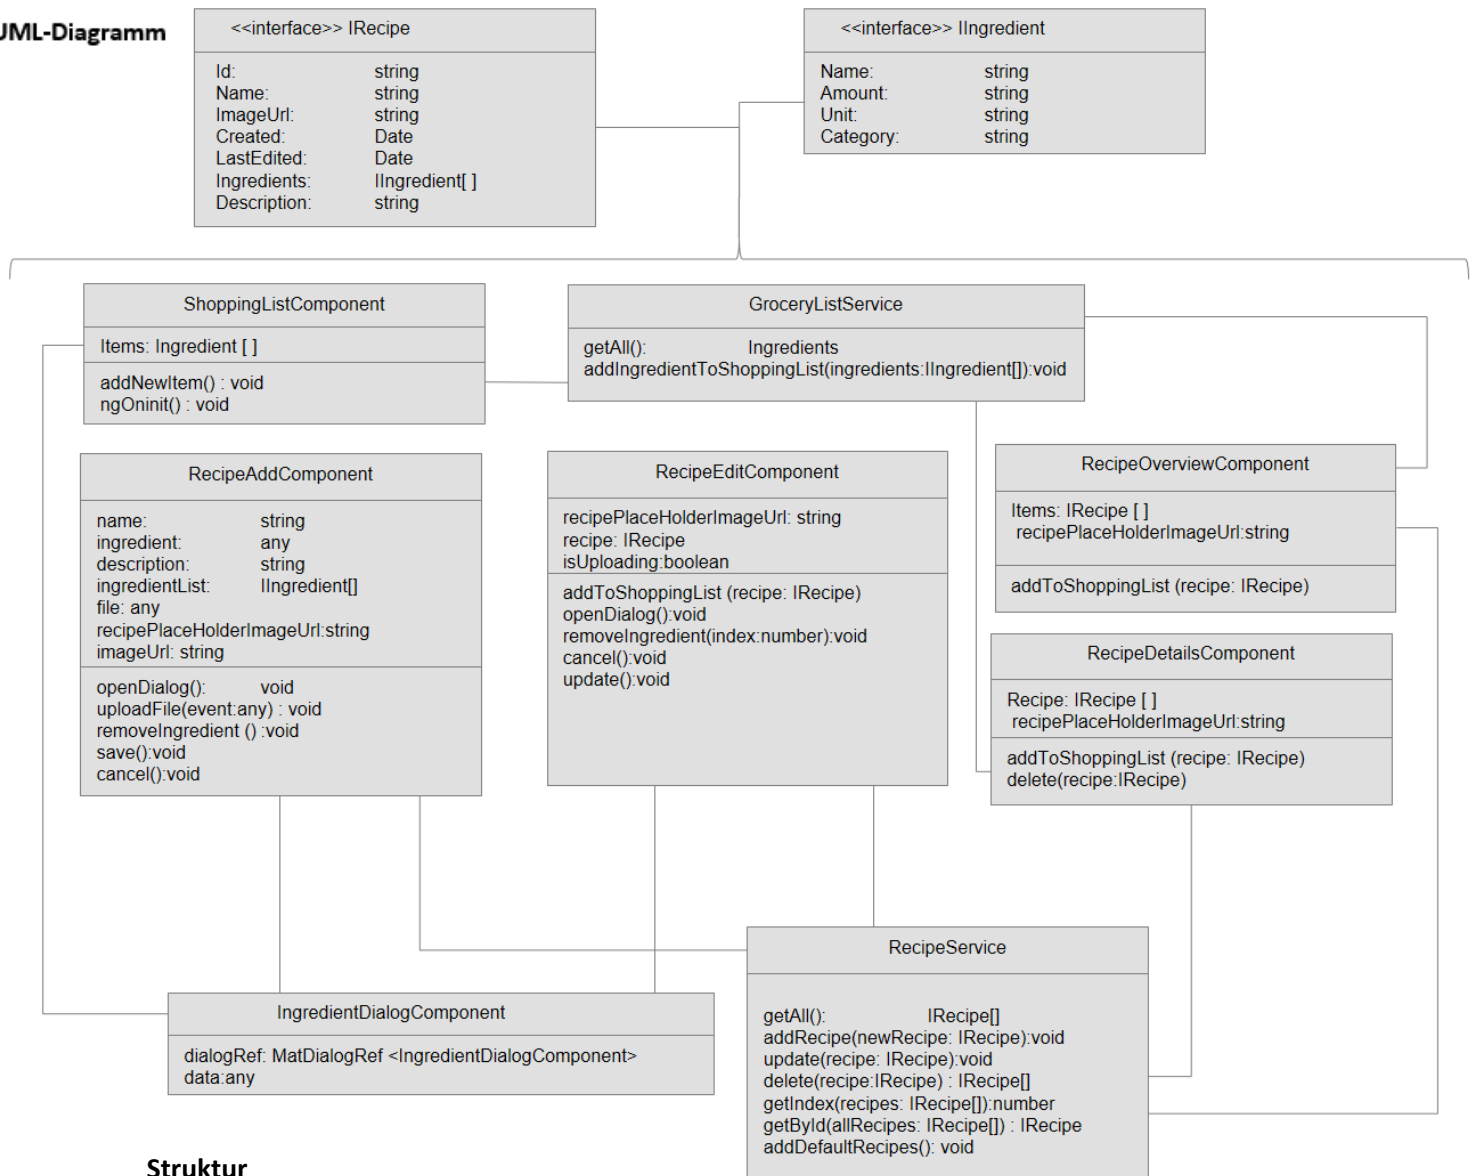 UML-Diagramm
<<interface>> IRecipe
Id: string
Name: string
ImageUrl: string
Created: Date
LastEdited: Date
Ingredients: IIngredient[ ]
Description: string
<<interface>> IIngredient
Name: string
Amount: string
Unit: string
Category: string
ShoppingListComponent
Items: Ingredient [ ]
addNewItem() : void
ngOninit() : void
GroceryListService
getAll(): Ingredients
addIngredientToShoppingList(ingredients:IIngredient[]):void
RecipeAddComponent
name: string
ingredient: any
description: string
ingredientList: IIngredient[]
file: any
recipePlaceHolderImageUrl:string
imageUrl: string
openDialog(): void
uploadFile(event:any) : void
removeIngredient () :void
save():void
cancel():void
RecipeEditComponent
recipePlaceHolderImageUrl: string
recipe: IRecipe
isUploading:boolean
addToShoppingList (recipe: IRecipe)
openDialog():void
removeIngredient(index:number):void
cancel():void
update():void
RecipeOverviewComponent
Items: IRecipe [ ]
recipePlaceHolderImageUrl:string
addToShoppingList (recipe: IRecipe)
RecipeDetailsComponent
Recipe: IRecipe [ ]
recipePlaceHolderImageUrl:string
addToShoppingList (recipe: IRecipe)
delete(recipe:IRecipe)
IngredientDialogComponent
dialogRef: MatDialogRef <IngredientDialogComponent>
data:any
RecipeService
getAll(): IRecipe[]
addRecipe(newRecipe: IRecipe):void
update(recipe: IRecipe):void
delete(recipe:IRecipe) : IRecipe[]
getIndex(recipes: IRecipe[]):number
getById(allRecipes: IRecipe[]) : IRecipe
addDefaultRecipes(): void
Struktur